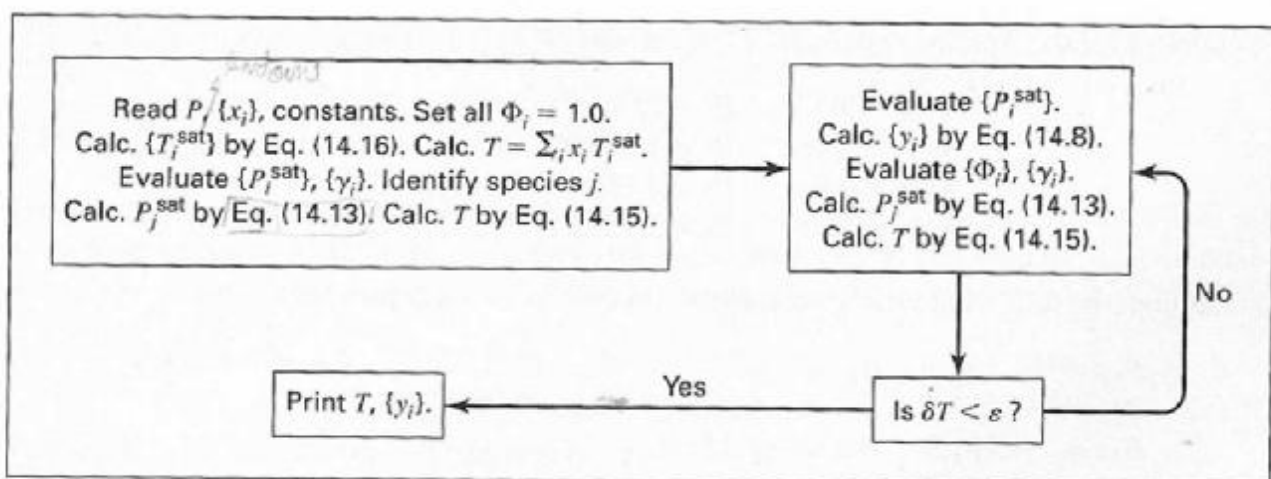 Read P, {xᵢ}, constants. Set all Φᵢ = 1.0.
Calc. {Tᵢˢᵃᵗ} by Eq. (14.16). Calc. T = Σᵢ xᵢ Tᵢˢᵃᵗ.
Evaluate {Pᵢˢᵃᵗ}, {γᵢ}. Identify species j.
Calc. Pⱼˢᵃᵗ by Eq. (14.13). Calc. T by Eq. (14.15).
Evaluate {Pᵢˢᵃᵗ}.
Calc. {yᵢ} by Eq. (14.8).
Evaluate {Φᵢ}, {γᵢ}.
Calc. Pⱼˢᵃᵗ by Eq. (14.13).
Calc. T by Eq. (14.15).
No
Is δT < ε ?
Yes
Print T, {yᵢ}.